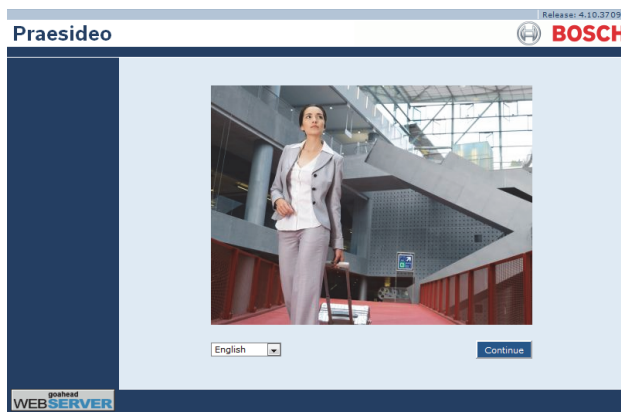 Release: 4.10.3709
Praesideo
BOSCH
English
Continue
goahead
WEBSERVER